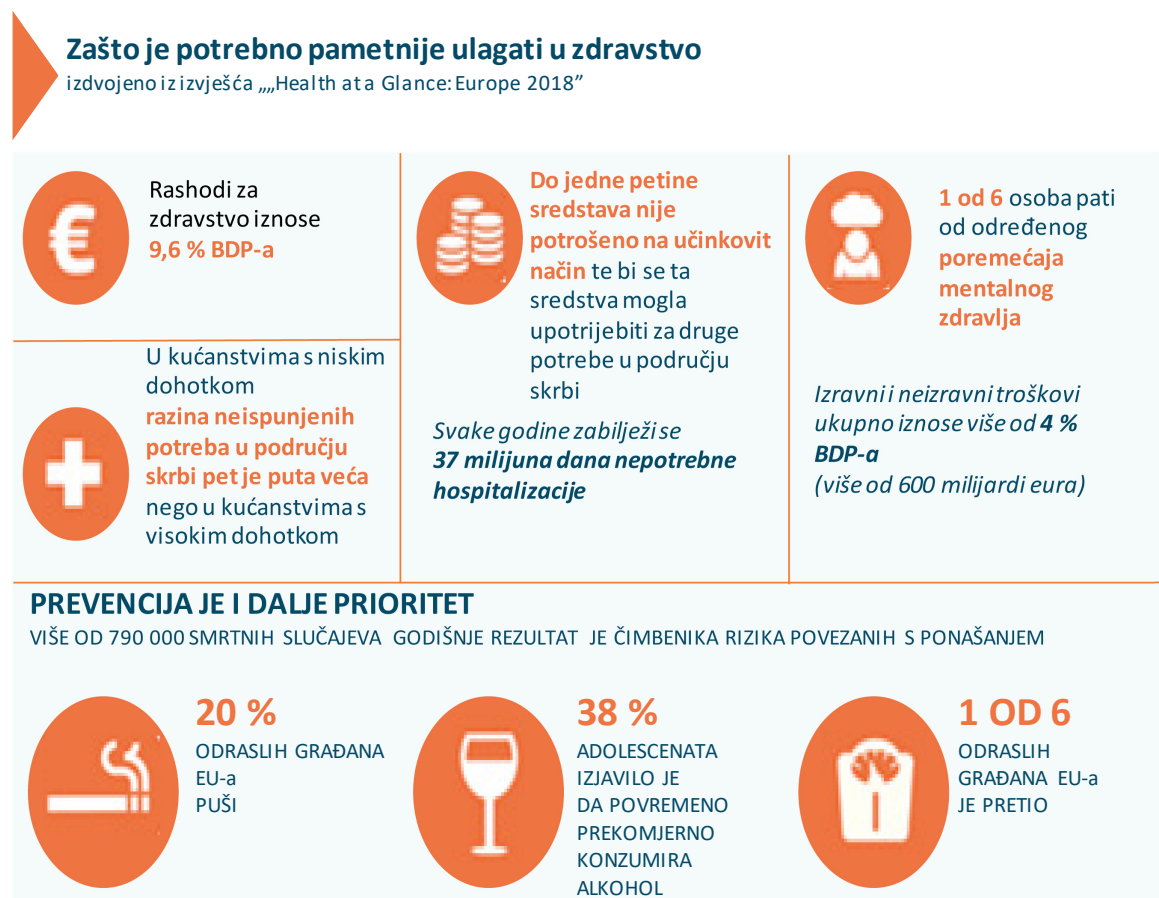 Zašto je potrebno pametnije ulagati u zdravstvo
izdvojeno iz izvješća „„Health at a Glance: Europe 2018”
Rashodi za
zdravstvo iznose
9,6 % BDP-a
U kućanstvima s niskim
dohotkom
razina neispunjenih
potreba u području
skrbi pet je puta veća
nego u kućanstvima s
visokim dohotkom
Do jedne petine
sredstava nije
potrošeno na učinkovit
način te bi se ta
sredstva mogla
upotrijebiti za druge
potrebe u području
skrbi
Svake godine zabilježi se
37 milijuna dana nepotrebne
hospitalizacije
1 od 6 osoba pati
od određenog
poremećaja
mentalnog
zdravlja
Izravni i neizravni troškovi
ukupno iznose više od 4 %
BDP-a
(više od 600 milijardi eura)
PREVENCIJA JE I DALJE PRIORITET
VIŠE OD 790 000 SMRTNIH SLUČAJEVA GODIŠNJE REZULTAT JE ČIMBENIKA RIZIKA POVEZANIH S PONAŠANJEM
20 %
ODRASLIH GRAĐANA
EU-a
PUŠI
38 %
ADOLESCENATA
IZJAVILO JE
DA POVREMENO
PREKOMJERNO
KONZUMIRA
ALKOHOL
1 OD 6
ODRASLIH
GRAĐANA EU-a
JE PRETIO